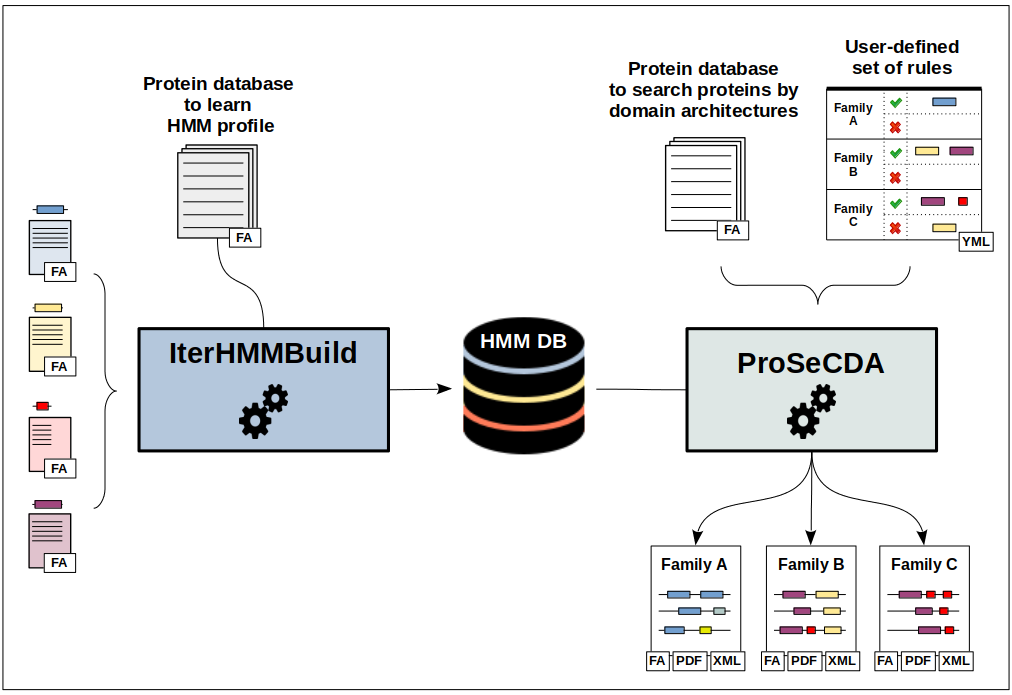 Protein database
to learn
HMM profile
FA
FA
FA
FA
FA
IterHMMBuild
HMM DB
Protein database
to search proteins by
domain architectures
FA
User-defined
set of rules
Family
A
Family
B
Family
C
YML
ProSeCDA
Family A
FA PDF XML
Family B
FA PDF XML
Family C
FA PDF XML